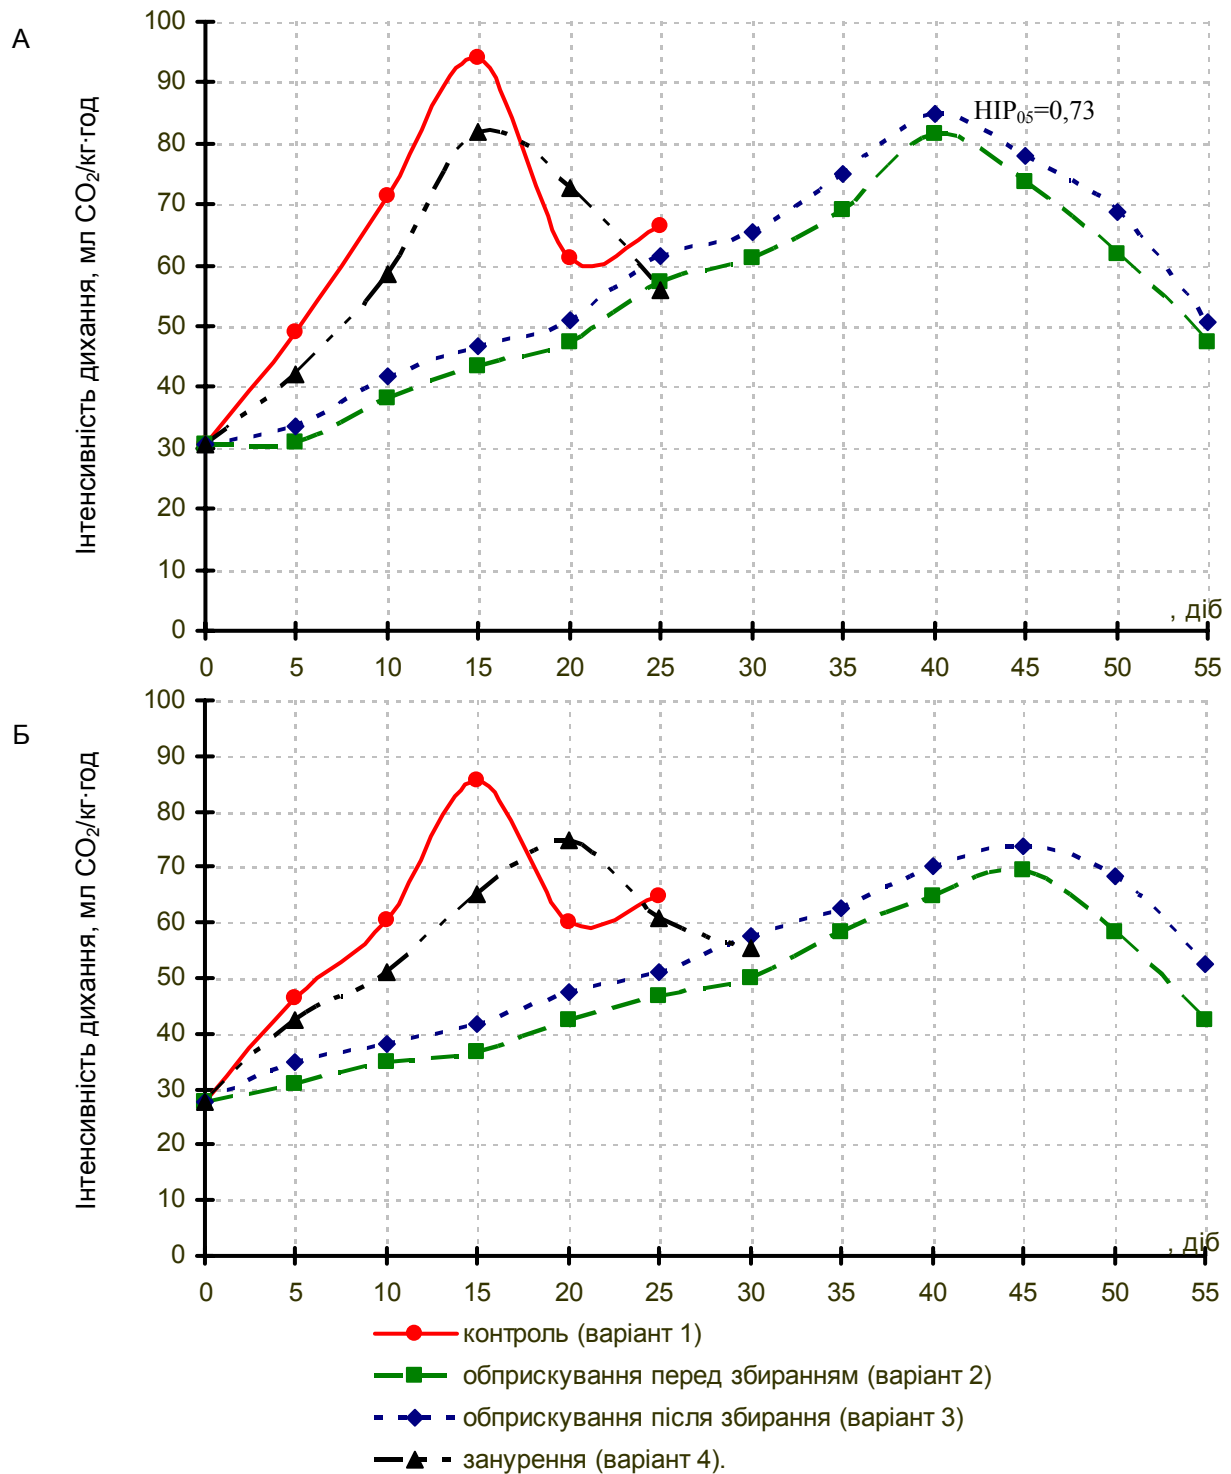 А
Інтенсивність дихання, мл СО₂/кг·год
100
90
80
70
60
50
40
30
20
10
0
НІР₀₅=0,73
, діб
0 5 10 15 20 25 30 35 40 45 50 55
Б
Інтенсивність дихання, мл СО₂/кг·год
100
90
80
70
60
50
40
30
20
10
0
, діб
0 5 10 15 20 25 30 35 40 45 50 55
контроль (варіант 1)
обприскування перед збиранням (варіант 2)
обприскування після збирання (варіант 3)
занурення (варіант 4).